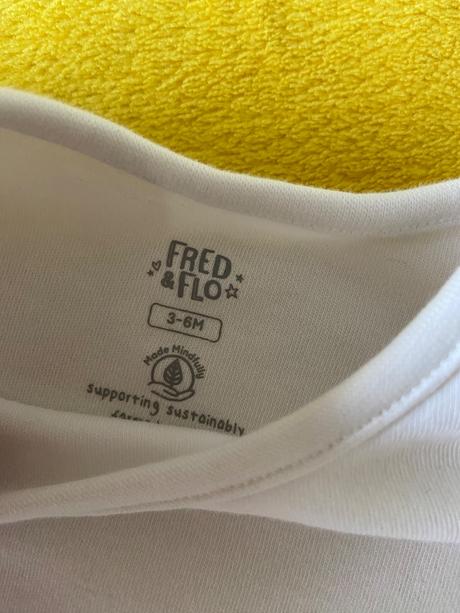 FRED
&FLO
3-6M
Made Mindfully
supporting sustainably